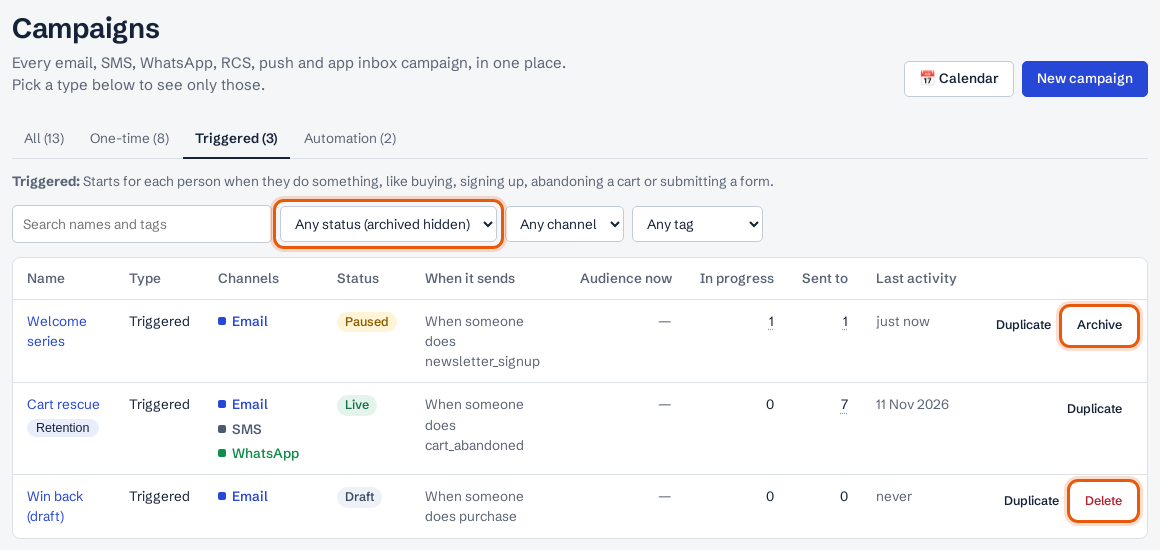 Campaigns
Every email, SMS, WhatsApp, RCS, push and app inbox campaign, in one place.
Pick a type below to see only those.
Calendar
New campaign
All (13) One-time (8) Triggered (3) Automation (2)
Triggered: Starts for each person when they do something, like buying, signing up, abandoning a cart or submitting a form.
Search names and tags Any status (archived hidden) Any channel Any tag
Name Type Channels Status When it sends Audience now In progress Sent to Last activity
Welcome series Triggered Email Paused When someone does newsletter_signup — 1 1 just now Duplicate Archive
Cart rescue Triggered Email Live When someone does cart_abandoned — 0 7 11 Nov 2026 Duplicate
Retention SMS
WhatsApp
Win back (draft) Triggered Email Draft When someone does purchase — 0 0 never Duplicate Delete